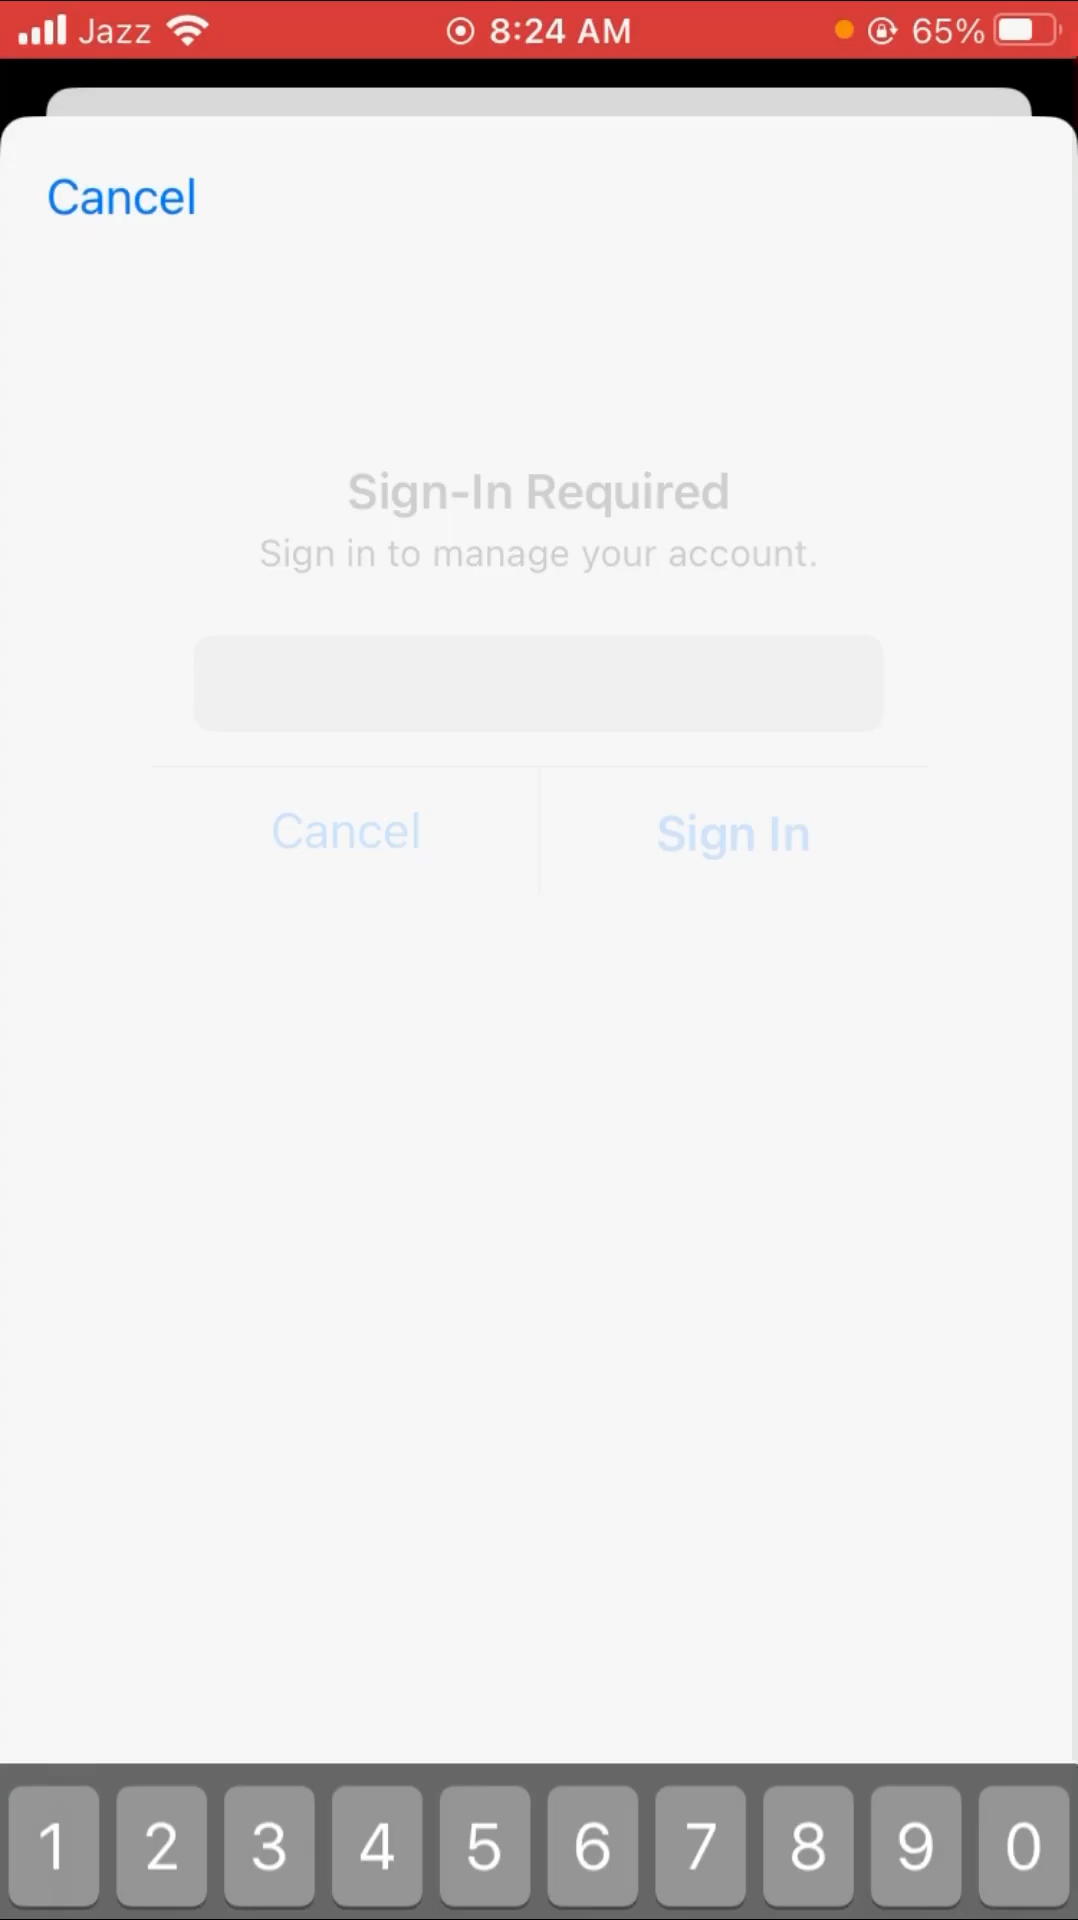 Jazz 8:24 AM 65%
Cancel
Sign-In Required
Sign in to manage your account.
Cancel Sign In
1 2 3 4 5 6 7 8 9 0